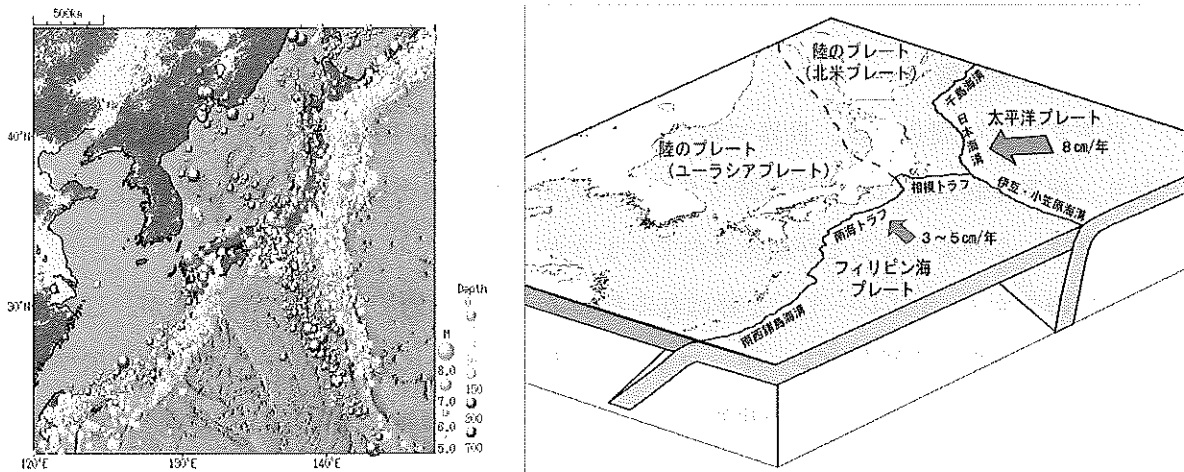 500km
40°N
30°N
120°E
130°E
140°E
M
8.0
7.0
6.0
5.0
Depth
0
150
300
700
陸のプレート
(北米プレート)
千島海溝
日本海溝
太平洋プレート
8㎝/年
陸のプレート
(ユーラシアプレート)
相模トラフ
伊豆・小笠原海溝
南海トラフ
3～5㎝/年
フィリピン海
プレート
南西諸島海溝